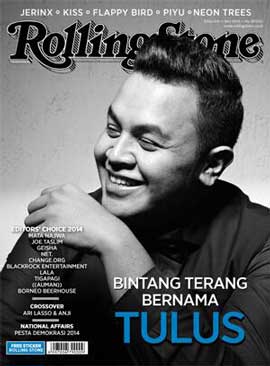 JERINX • KISS • FLAPPY BIRD • PIYU • NEON TREES
RollingStone
EDITORS' CHOICE 2014
MATA NAJWA
JOE TASLIM
GEISHA
NET.
CHANGE.ORG
BLACKROCK ENTERTAINMENT
LALA
TIGAPAGI
((AUMAN))
BORNEO BEERHOUSE
CROSSOVER
ARI LASSO & ANJI
NATIONAL AFFAIRS
PESTA DEMOKRASI 2014
FREE STICKER
ROLLING STONE
BINTANG TERANG
BERNAMA
TULUS